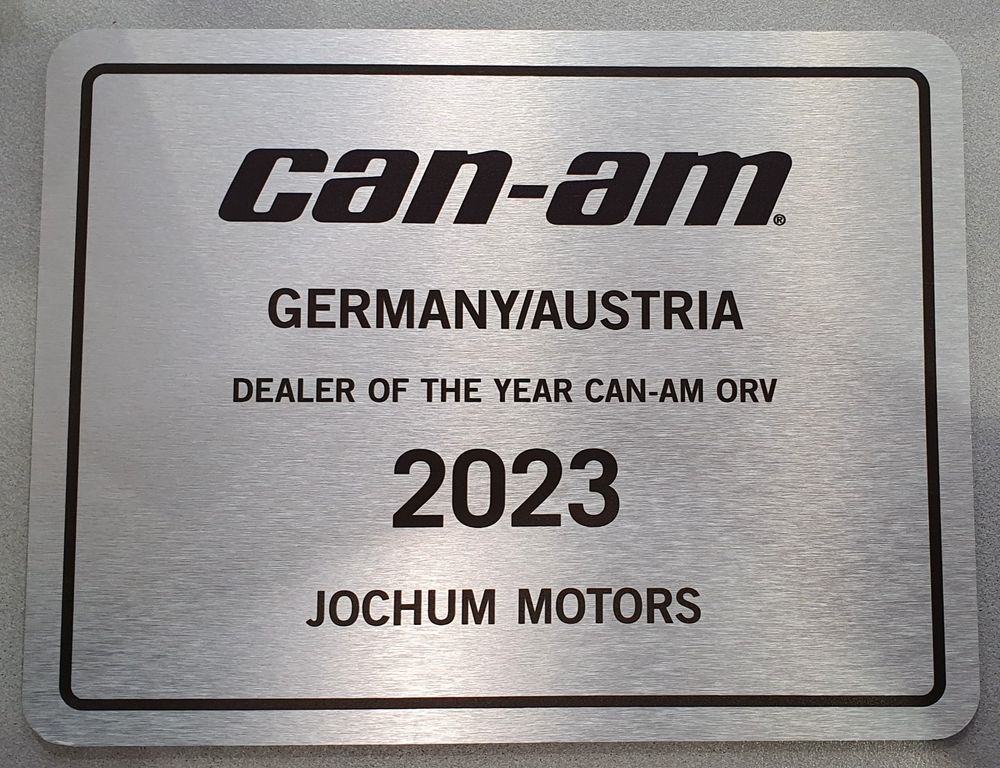 can-am®
GERMANY/AUSTRIA
DEALER OF THE YEAR CAN-AM ORV
2023
JOCHUM MOTORS